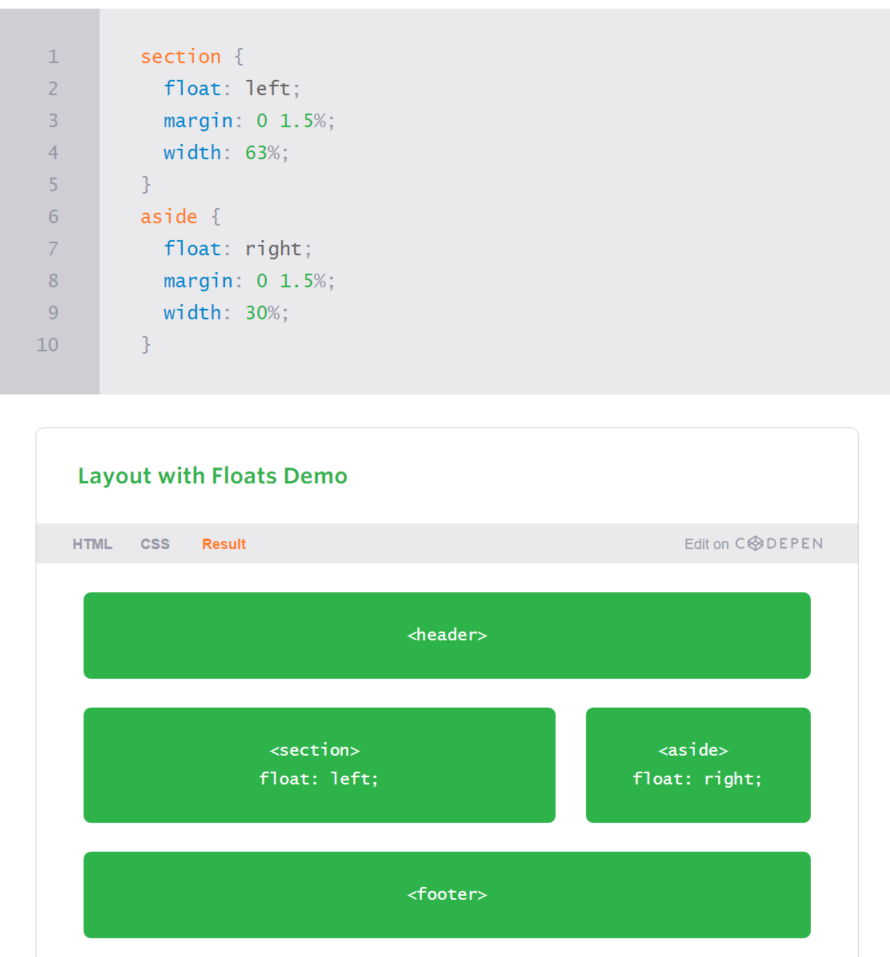 1 section {
2 float: left;
3 margin: 0 1.5%;
4 width: 63%;
5 }
6 aside {
7 float: right;
8 margin: 0 1.5%;
9 width: 30%;
10 }
Layout with Floats Demo
HTML CSS Result Edit on CODEPEN
<header>
<section>
float: left;
<aside>
float: right;
<footer>